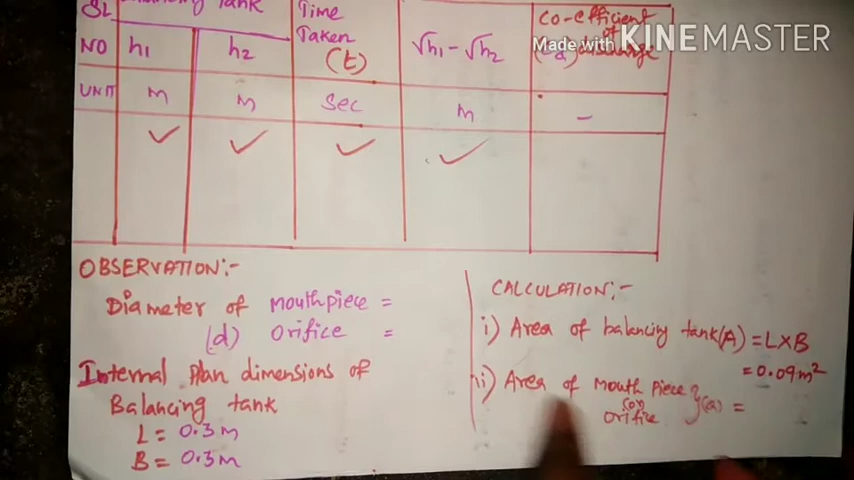 SL NO
Tank
h1
h2
Time Taken (t)
√h1 - √h2
Co-efficient of discharge
Made with KINEMASTER
UNIT
m
m
Sec
m
-
OBSERVATION:-
Diameter of mouthpiece =
(d) Orifice =
Internal plan dimensions of
Balancing tank
L = 0.3 m
B = 0.3 m
CALCULATION:-
i) Area of balancing tank (A) = L×B
= 0.09 m²
ii) Area of mouth piece
(or)
orifice } (a) =